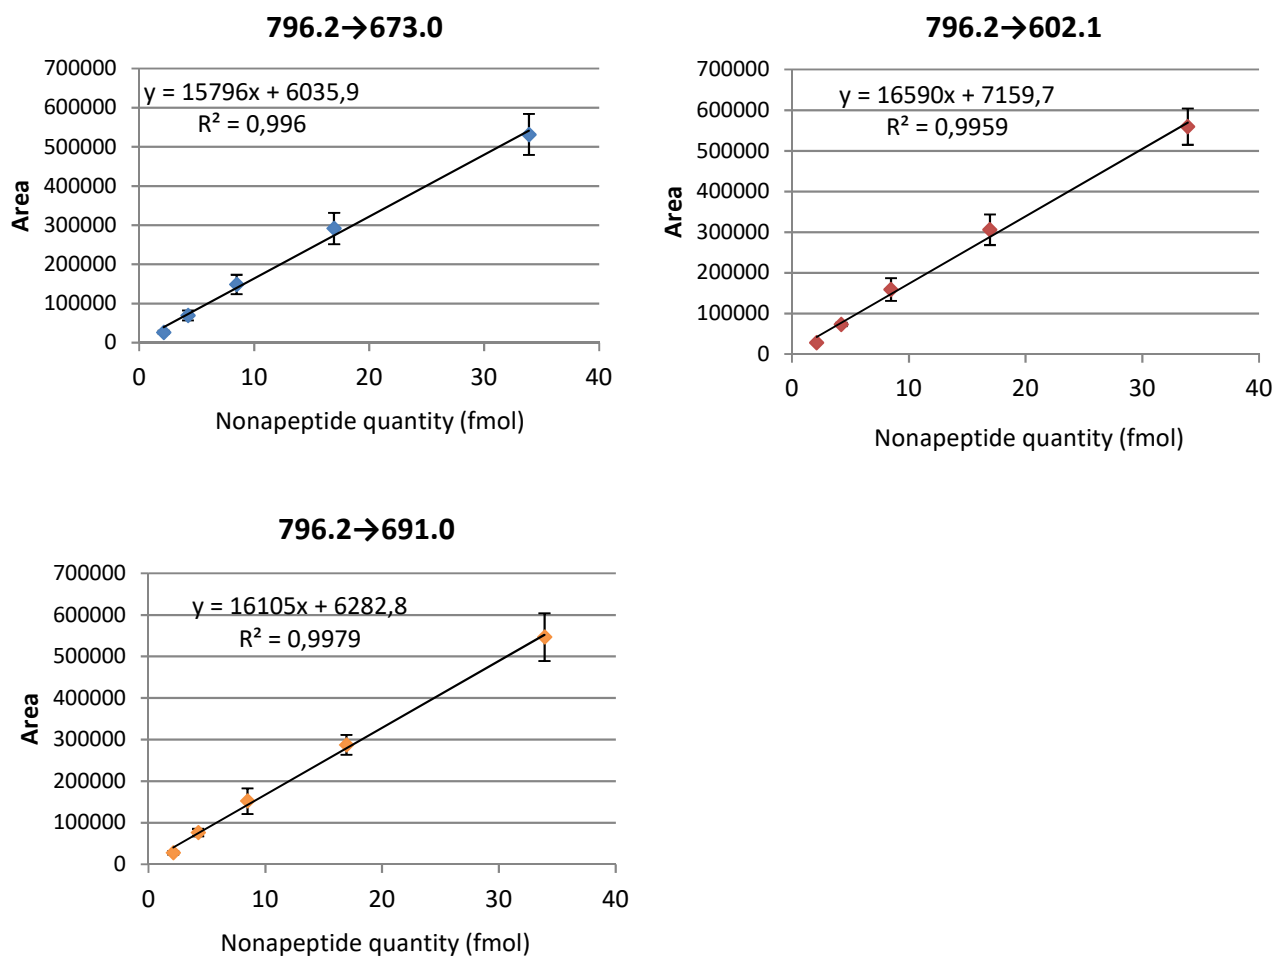 796.2→673.0
700000
600000
500000
400000
300000
200000
100000
0
y = 15796x + 6035,9
R² = 0,996
Area
0 10 20 30 40
Nonapeptide quantity (fmol)
796.2→602.1
700000
600000
500000
400000
300000
200000
100000
0
y = 16590x + 7159,7
R² = 0,9959
Area
0 10 20 30 40
Nonapeptide quantity (fmol)
796.2→691.0
700000
600000
500000
400000
300000
200000
100000
0
y = 16105x + 6282,8
R² = 0,9979
Area
0 10 20 30 40
Nonapeptide quantity (fmol)